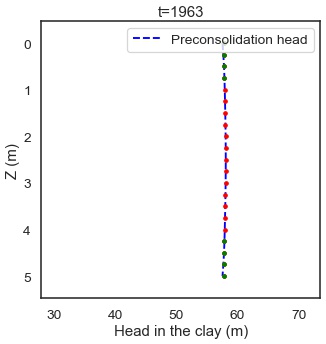 t=1963
Preconsolidation head
0
1
2
3
4
5
Z (m)
30 40 50 60 70
Head in the clay (m)